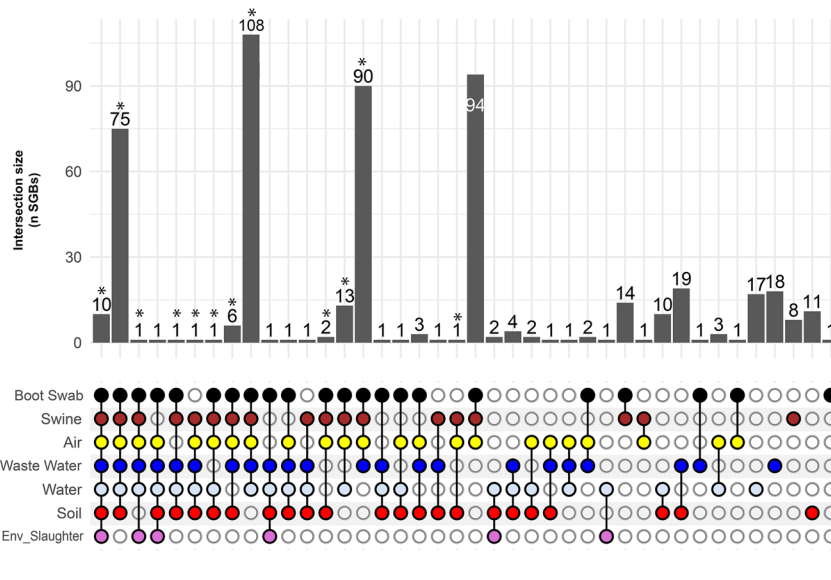 Intersection size
(n SGBs)
90
60
30
0
* * * * * * * * * * * *
10 75 1 1 1 1 1 6 108 1 1 1 2 13 90 1 1 3 1 1 94 2 4 2 1 1 2 1 14 1 10 19 1 3 1 17 18 8 11
Boot Swab
Swine
Air
Waste Water
Water
Soil
Env_Slaughter